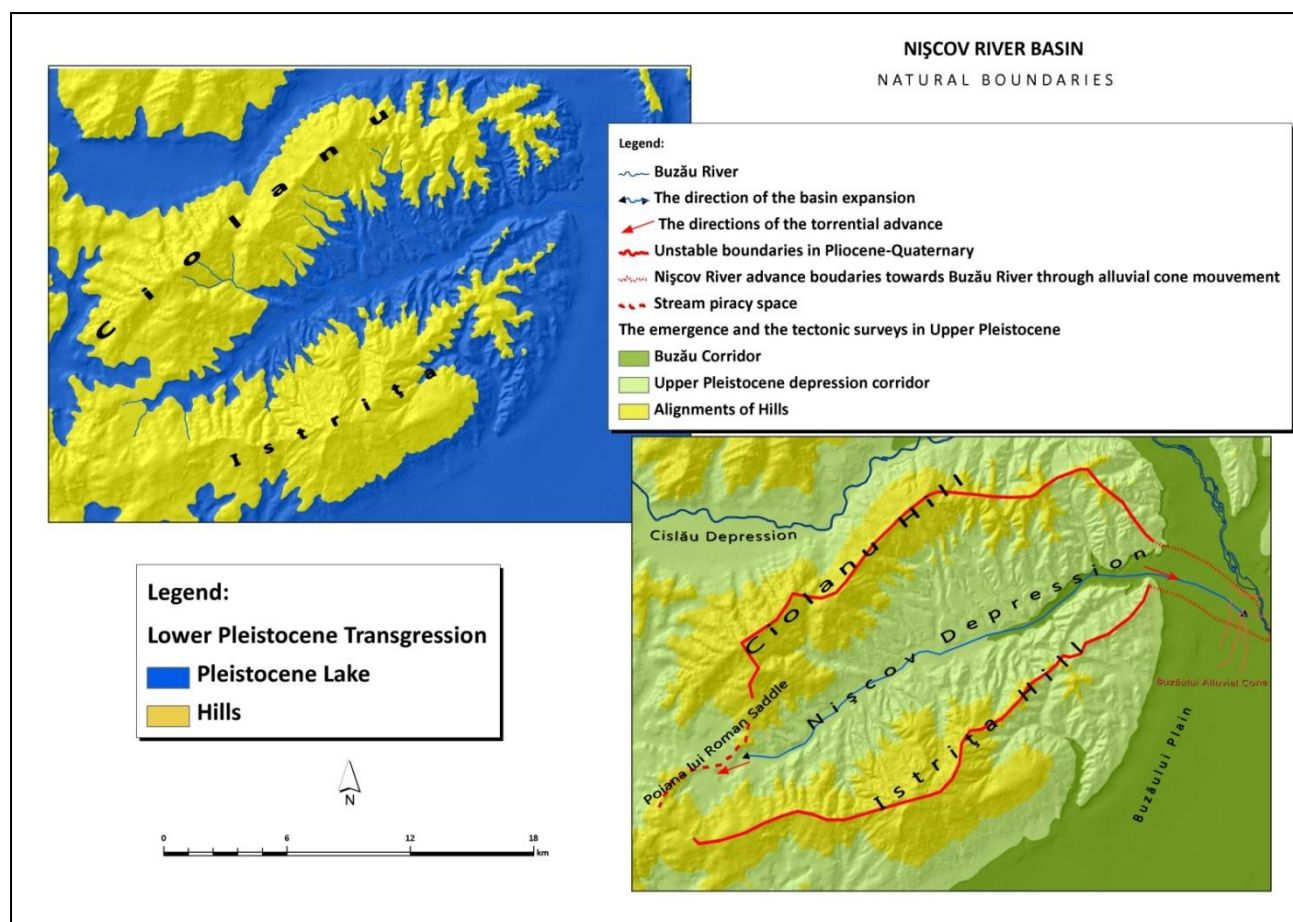 NIŞCOV RIVER BASIN
NATURAL BOUNDARIES
Ciolanu
Istriţa
Legend:
Buzău River
The direction of the basin expansion
The directions of the torrential advance
Unstable boundaries in Pliocene-Quaternary
Nişcov River advance boudaries towards Buzău River through alluvial cone mouvement
Stream piracy space
The emergence and the tectonic surveys in Upper Pleistocene
Buzău Corridor
Upper Pleistocene depression corridor
Alignments of Hills
Legend:
Lower Pleistocene Transgression
Pleistocene Lake
Hills
N
0 6 12 18
km
Cislău Depression
Ciolanu Hill
Nişcov Depression
Poiana lui Roman Saddle
Istriţa Hill
Buzăului Alluvial Cone
Buzăului Plain